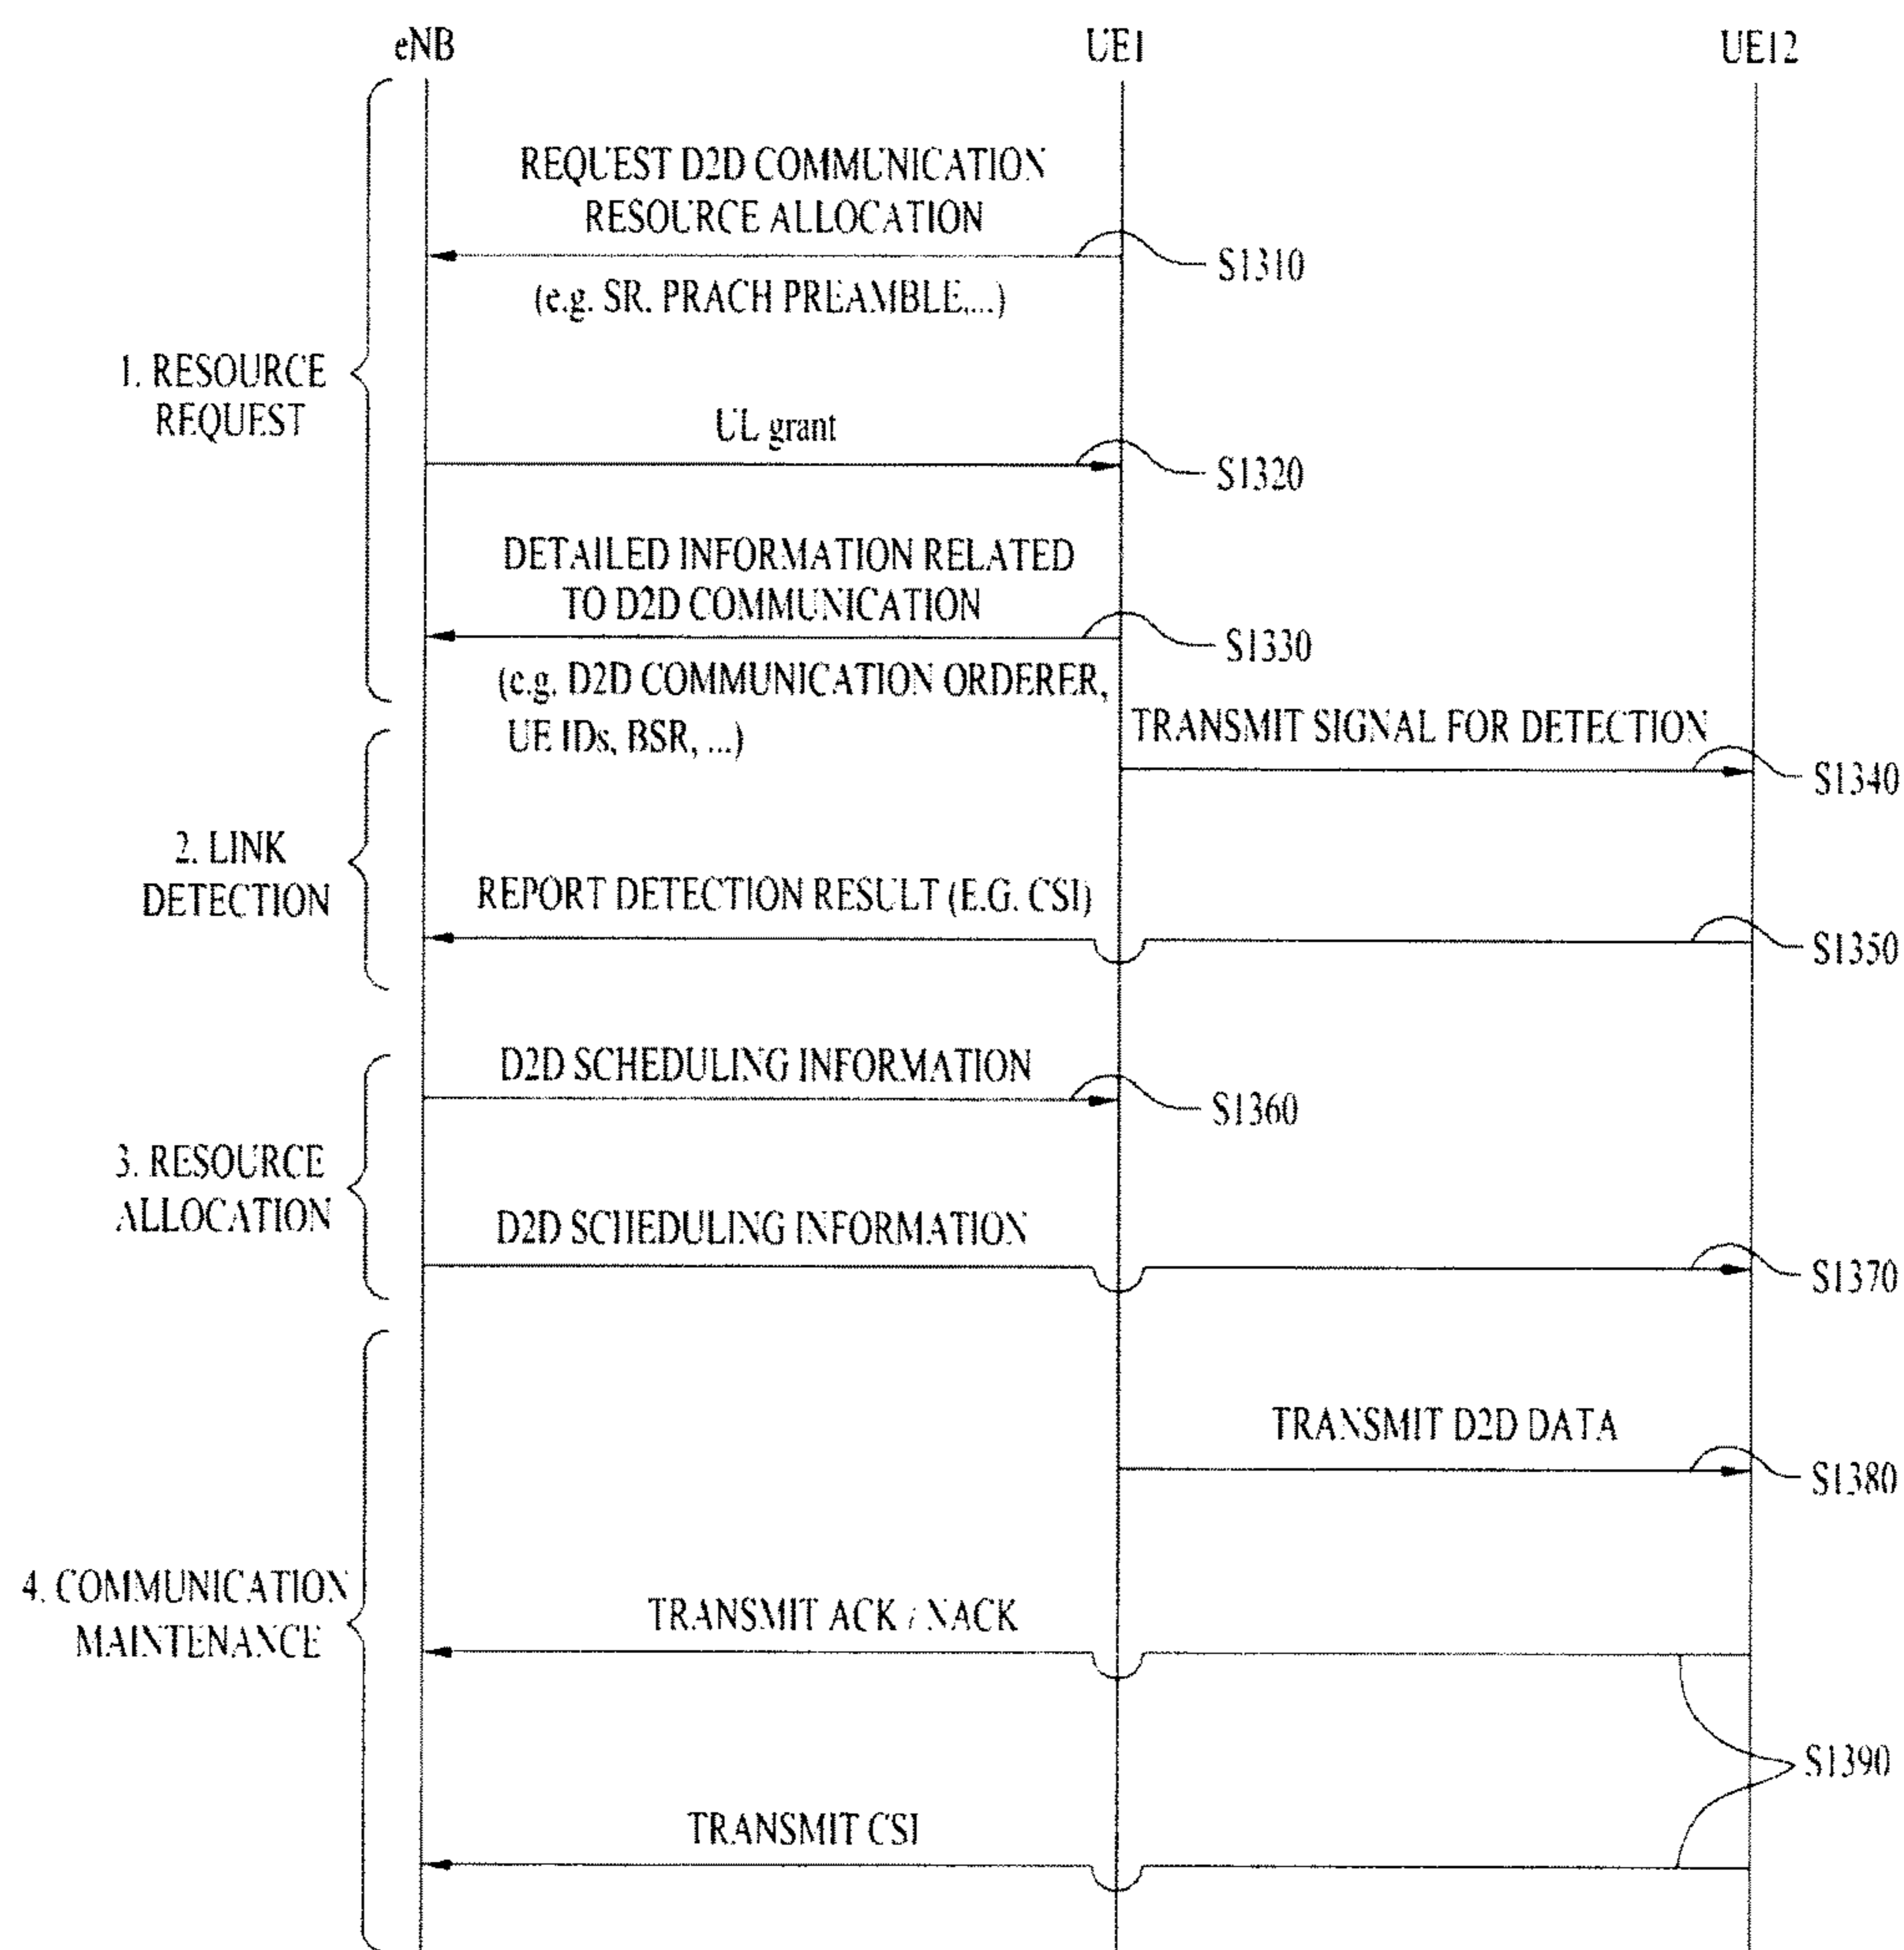 eNB
UE1
UE12
REQUEST D2D COMMUNICATION
RESOURCE ALLOCATION
S1310
(e.g. SR. PRACH PREAMBLE,...)
1. RESOURCE
REQUEST
UL grant
S1320
DETAILED INFORMATION RELATED
TO D2D COMMUNICATION
S1330
(e.g. D2D COMMUNICATION ORDERER,
UE IDs, BSR, ...)
TRANSMIT SIGNAL FOR DETECTION
S1340
2. LINK
DETECTION
REPORT DETECTION RESULT (E.G. CSI)
S1350
D2D SCHEDULING INFORMATION
S1360
3. RESOURCE
ALLOCATION
D2D SCHEDULING INFORMATION
S1370
TRANSMIT D2D DATA
S1380
4. COMMUNICATION
MAINTENANCE
TRANSMIT ACK / NACK
S1390
TRANSMIT CSI